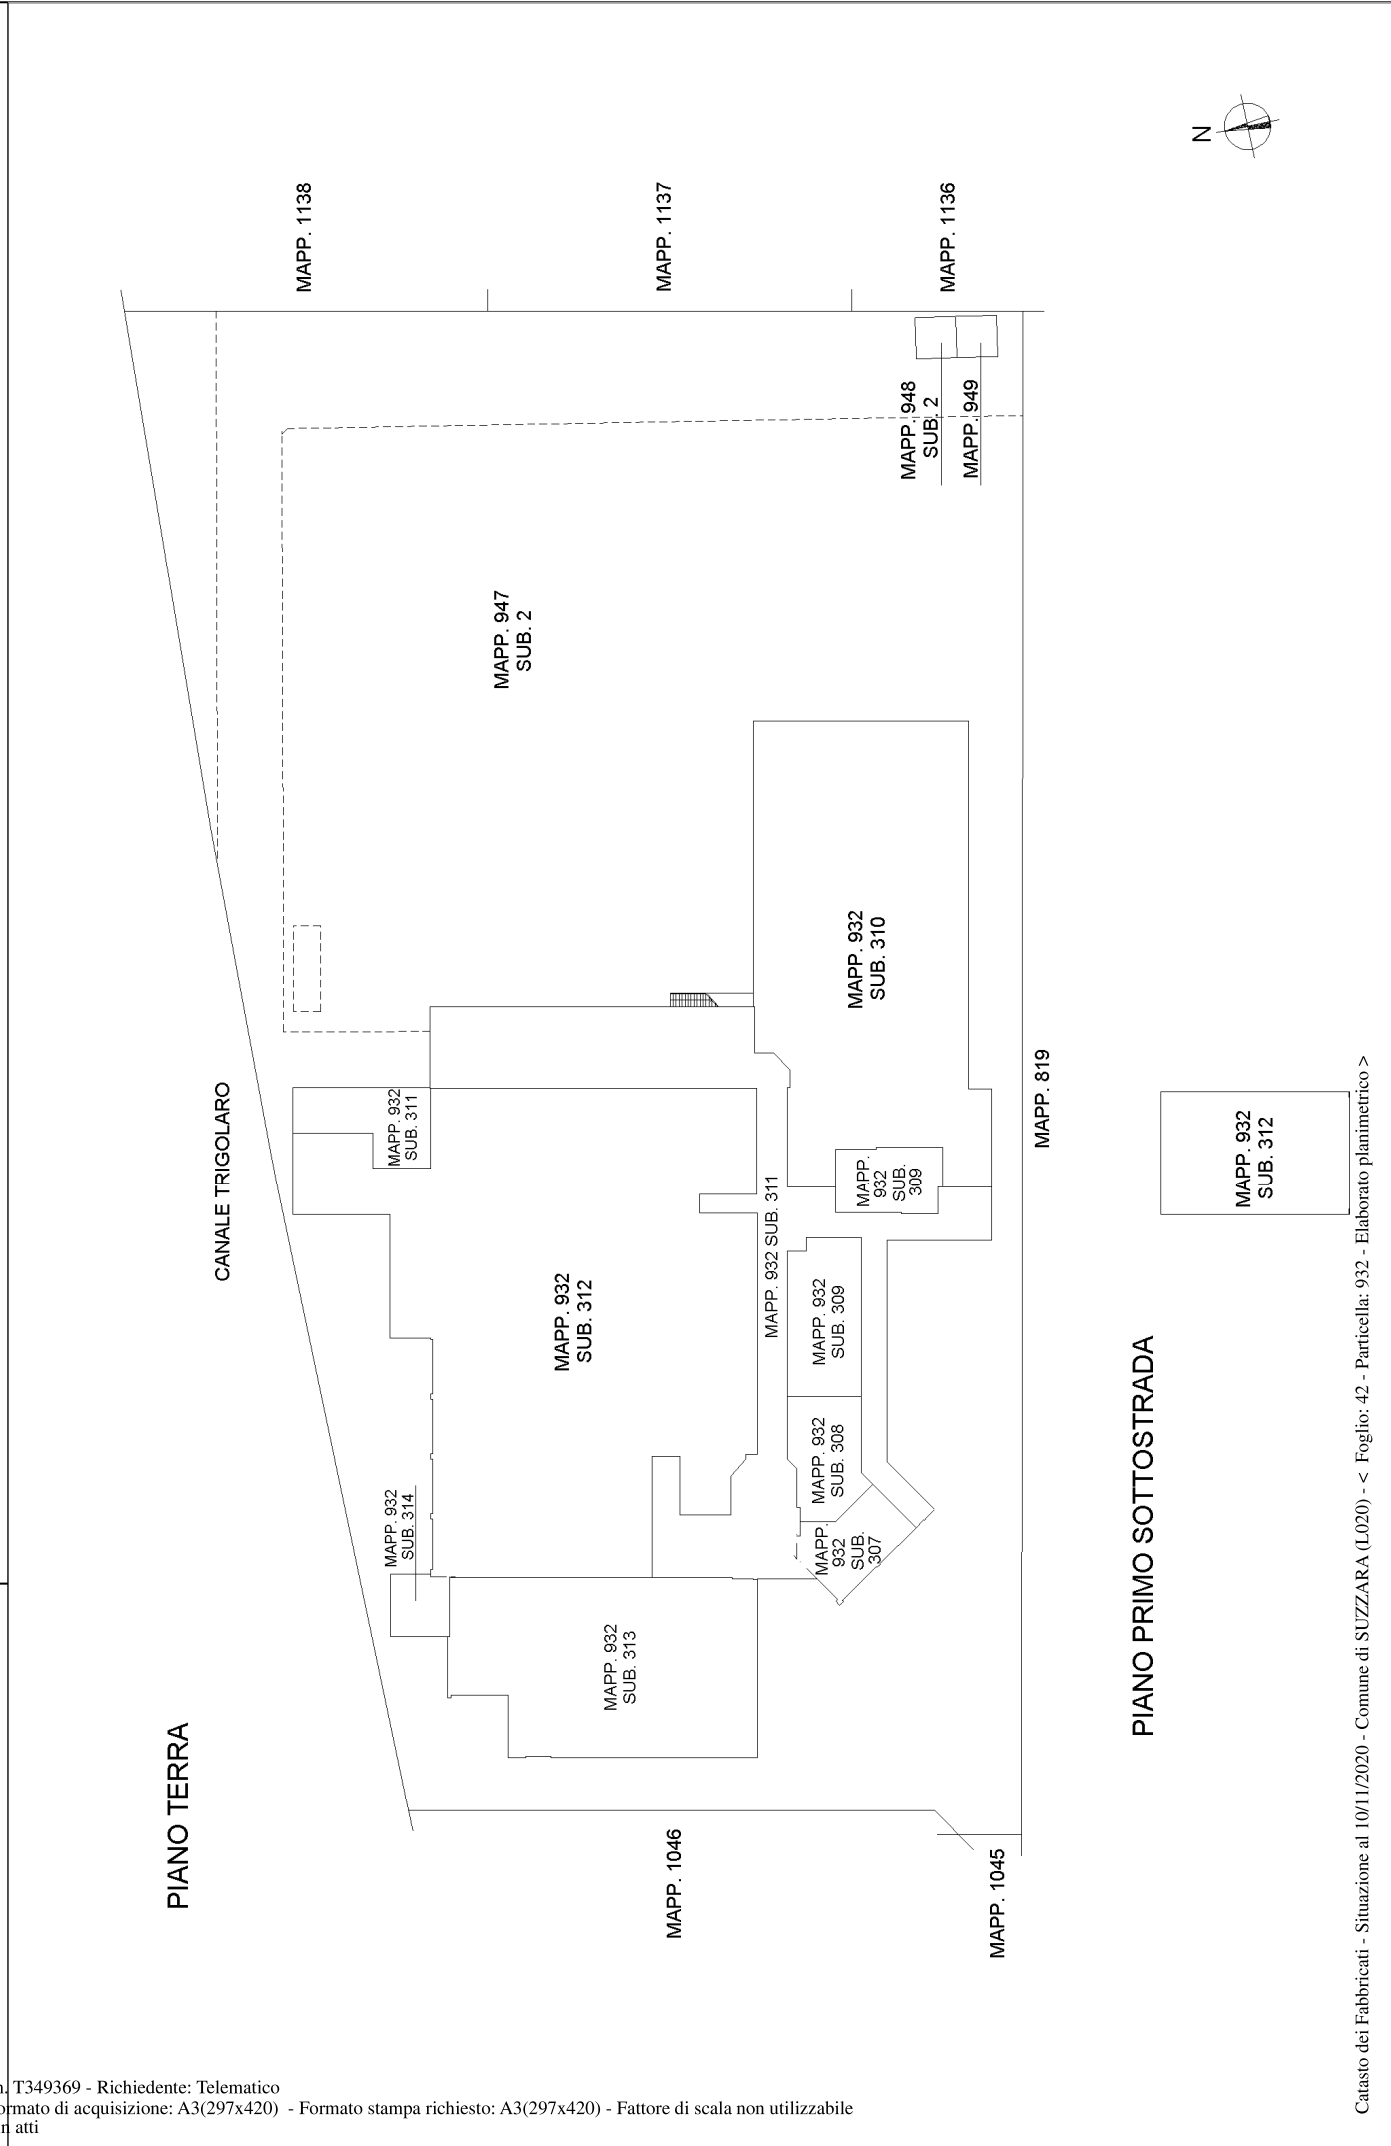 PIANO TERRA
CANALE TRIGOLARO
MAPP. 1138
MAPP. 1137
MAPP. 1136
N
MAPP. 948
SUB. 2
MAPP. 949
MAPP. 947
SUB. 2
MAPP. 932
SUB. 310
MAPP. 932
SUB. 311
MAPP. 932
SUB. 309
MAPP. 932 SUB. 311
MAPP. 932
SUB. 312
MAPP. 932
SUB. 309
MAPP. 932
SUB. 308
MAPP. 932
SUB. 307
MAPP. 932
SUB. 314
MAPP. 932
SUB. 313
MAPP. 819
MAPP. 1046
MAPP. 1045
PIANO PRIMO SOTTOSTRADA
MAPP. 932
SUB. 312
Catasto dei Fabbricati - Situazione al 10/11/2020 - Comune di SUZZARA (L020) - < Foglio: 42 - Particella: 932 - Elaborato planimetrico >
n. T349369 - Richiedente: Telematico
ormato di acquisizione: A3(297x420) - Formato stampa richiesto: A3(297x420) - Fattore di scala non utilizzabile
n atti